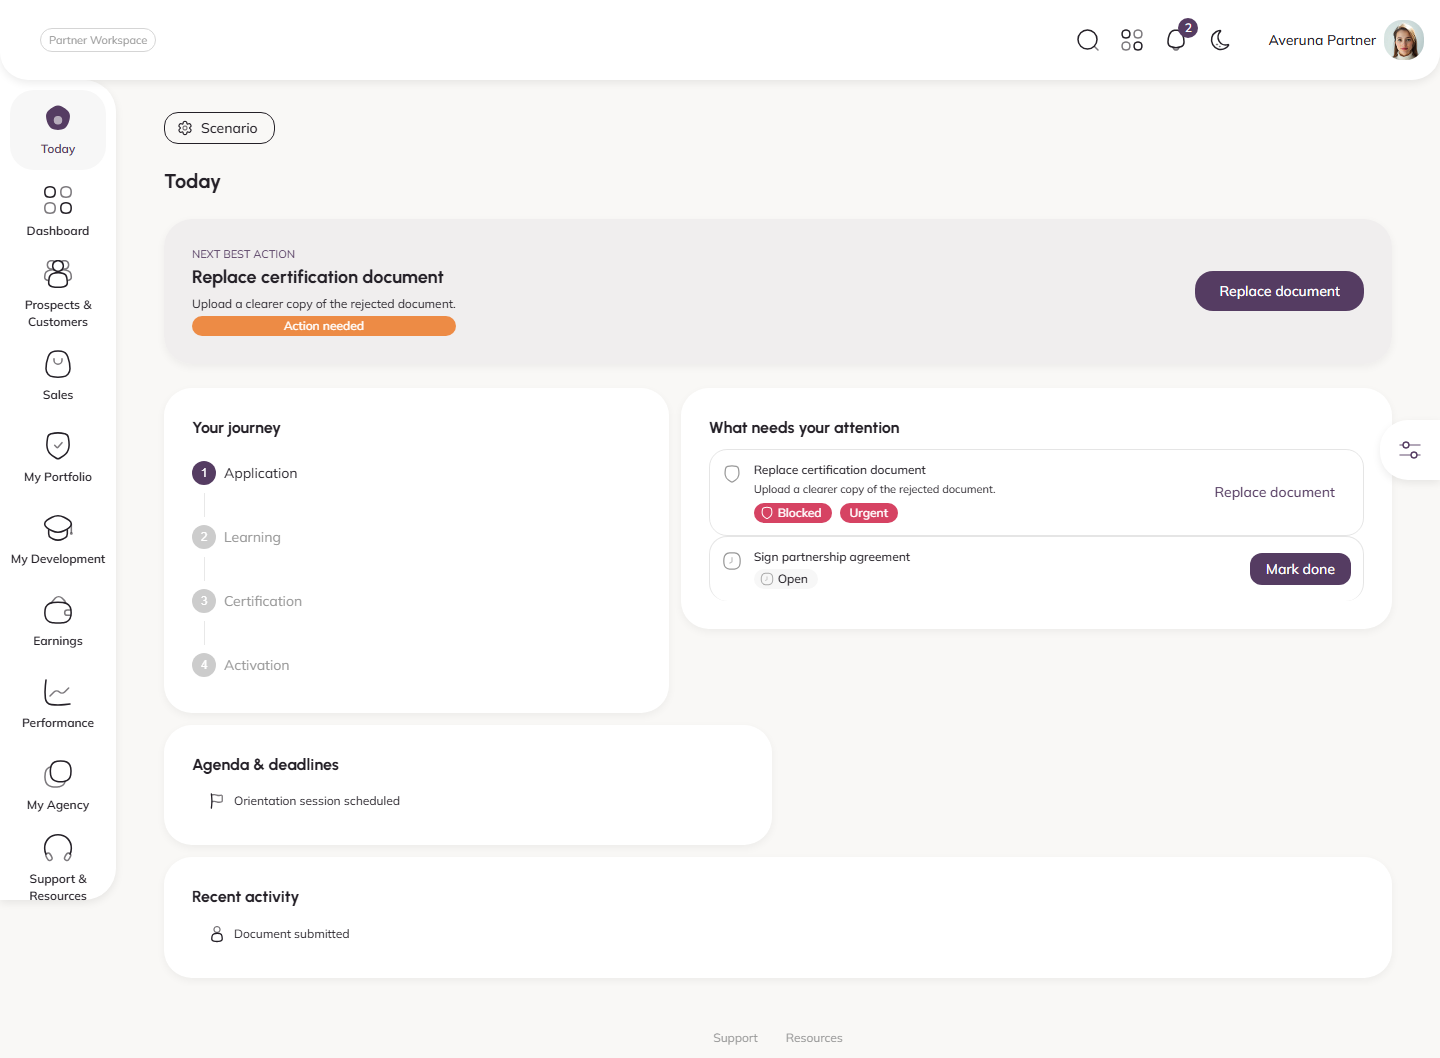 Partner Workspace
2
Averuna Partner
Today
Dashboard
Prospects &
Customers
Sales
My Portfolio
My Development
Earnings
Performance
My Agency
Support &
Resources
Scenario
Today
NEXT BEST ACTION
Replace certification document
Upload a clearer copy of the rejected document.
Action needed
Replace document
Your journey
1 Application
2 Learning
3 Certification
4 Activation
What needs your attention
Replace certification document
Upload a clearer copy of the rejected document.
Blocked Urgent
Replace document
Sign partnership agreement
Open
Mark done
Agenda & deadlines
Orientation session scheduled
Recent activity
Document submitted
Support Resources